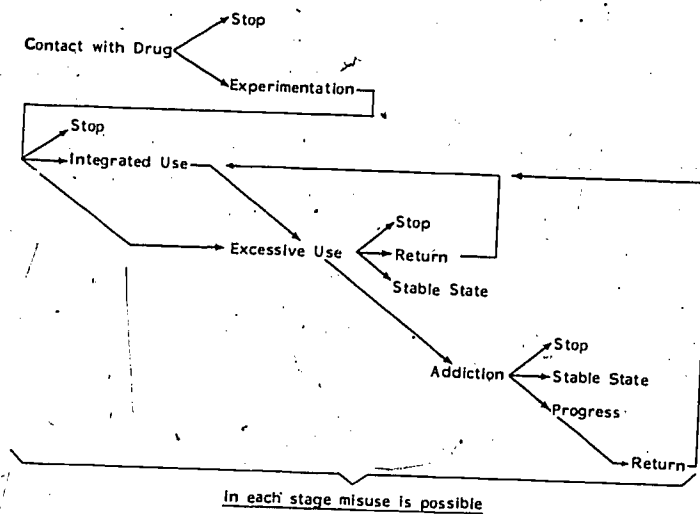 Stop
Contact with Drug
Experimentation
Stop
Integrated Use
Stop
Excessive Use
Return
Stable State
Stop
Addiction
Stable State
Progress
Return
In each stage misuse is possible